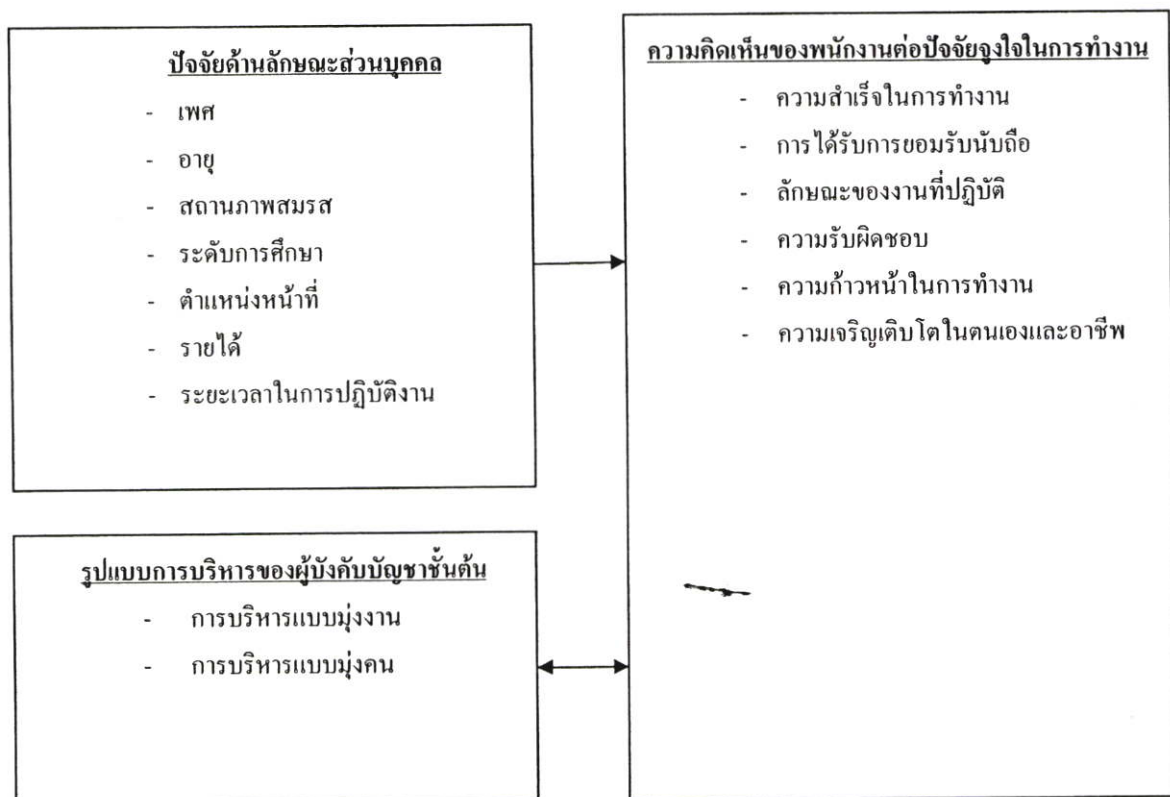 ปัจจัยด้านลักษณะส่วนบุคคล
- เพศ
- อายุ
- สถานภาพสมรส
- ระดับการศึกษา
- ตำแหน่งหน้าที่
- รายได้
- ระยะเวลาในการปฏิบัติงาน
รูปแบบการบริหารของผู้บังคับบัญชาชั้นต้น
- การบริหารแบบมุ่งงาน
- การบริหารแบบมุ่งคน
ความคิดเห็นของพนักงานต่อปัจจัยจูงใจในการทำงาน
- ความสำเร็จในการทำงาน
- การได้รับการยอมรับนับถือ
- ลักษณะของงานที่ปฏิบัติ
- ความรับผิดชอบ
- ความก้าวหน้าในการทำงาน
- ความเจริญเติบโตในตนเองและอาชีพ